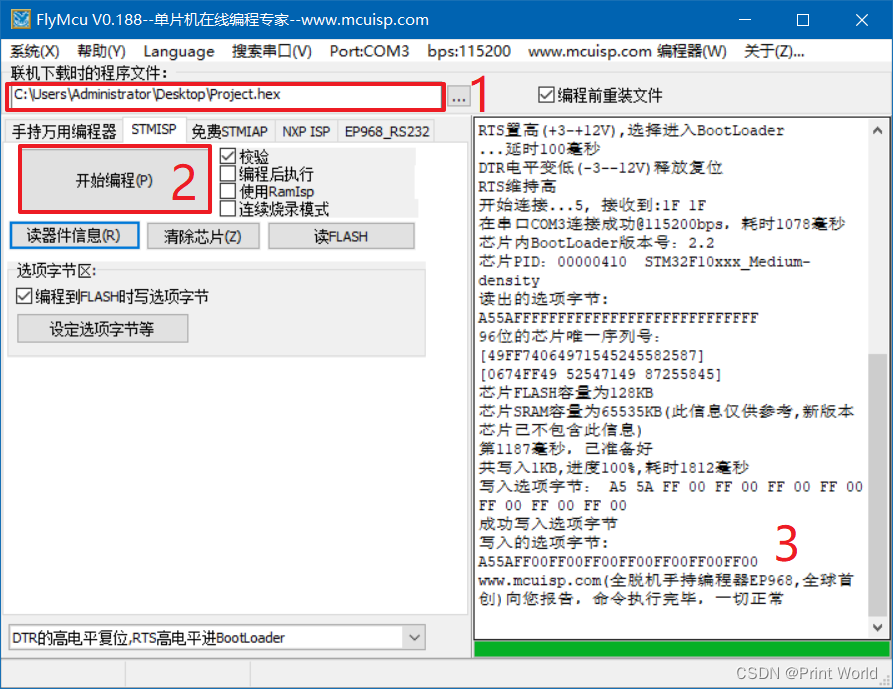 FlyMcu V0.188--单片机在线编程专家--www.mcuisp.com
系统(X) 帮助(Y) Language 搜索串口(V) Port:COM3 bps:115200 www.mcuisp.com 编程器(W) 关于(Z)...
联机下载时的程序文件：
C:\Users\Administrator\Desktop\Project.hex ... 1 编程前重装文件
手持万用编程器 STMISP 免费STMIAP NXP ISP EP968_RS232
开始编程(P) 2
校验
编程后执行
使用RamIsp
连续烧录模式
读器件信息(R) 清除芯片(Z) 读FLASH
选项字节区：
编程到FLASH时写选项字节
设定选项字节等
RTS置高(+3-+12V),选择进入BootLoader
...延时100毫秒
DTR电平变低(-3--12V)释放复位
RTS维持高
开始连接...5, 接收到:1F 1F
在串口COM3连接成功@115200bps, 耗时1078毫秒
芯片内BootLoader版本号: 2.2
芯片PID: 00000410 STM32F10xxx_Medium-
density
读出的选项字节:
A55AFFFFFFFFFFFFFFFFFFFFFFFFFFFF
96位的芯片唯一序列号:
[49FF74064971545245582587]
[0674FF49 52547149 87255845]
芯片FLASH容量为128KB
芯片SRAM容量为65535KB(此信息仅供参考,新版本
芯片已不包含此信息)
第1187毫秒, 已准备好
共写入1KB,进度100%,耗时1812毫秒
写入选项字节: A5 5A FF 00 FF 00 FF 00 FF 00
FF 00 FF 00 FF 00
成功写入选项字节
写入的选项字节:
A55AFF00FF00FF00FF00FF00FF00FF00
3
www.mcuisp.com(全脱机手持编程器EP968,全球首
创)向您报告, 命令执行完毕, 一切正常
DTR的高电平复位,RTS高电平进BootLoader
CSDN @Print World